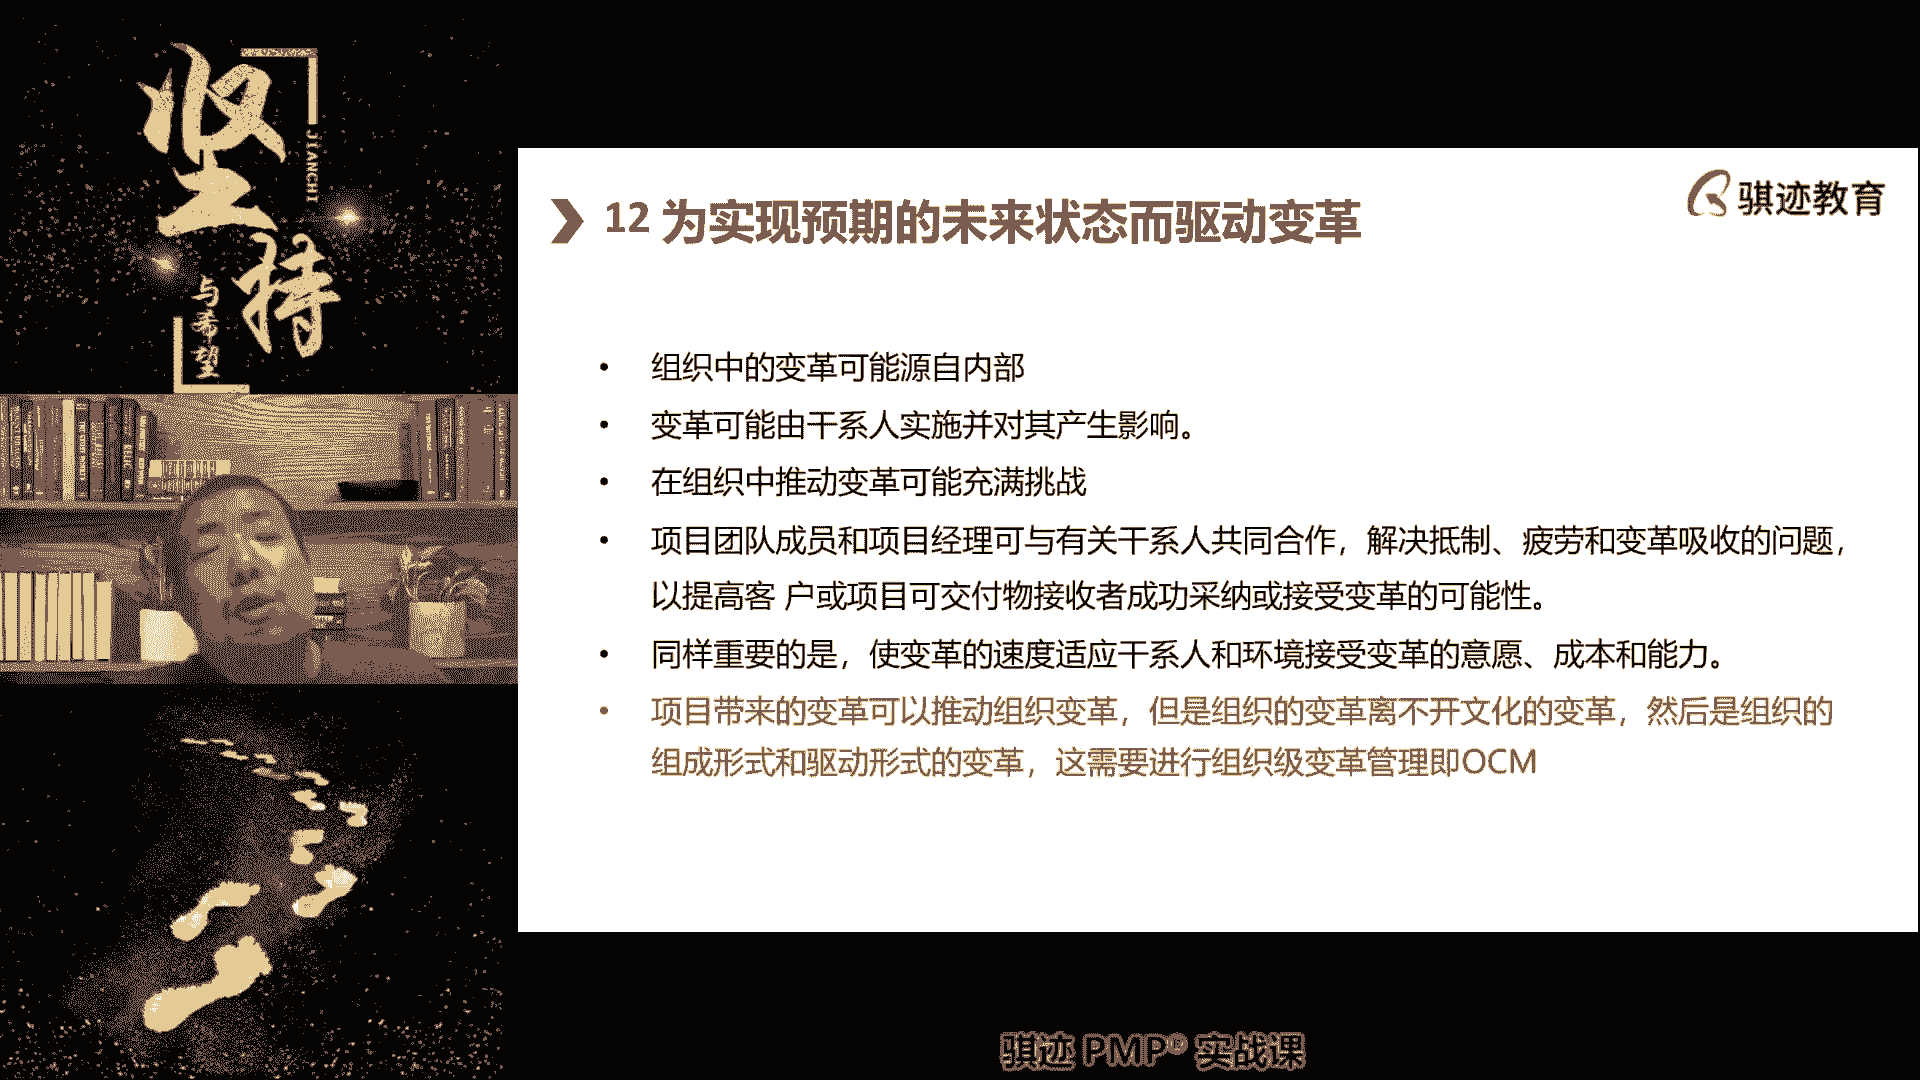 坚持
JIANCHI
与希望
骐迹教育
12 为实现预期的未来状态而驱动变革
• 组织中的变革可能源自内部
• 变革可能由干系人实施并对其产生影响。
• 在组织中推动变革可能充满挑战
• 项目团队成员和项目经理可与有关干系人共同合作，解决抵制、疲劳和变革吸收的问题，
以提高客 户或项目可交付物接收者成功采纳或接受变革的可能性。
• 同样重要的是，使变革的速度适应干系人和环境接受变革的意愿、成本和能力。
• 项目带来的变革可以推动组织变革，但是组织的变革离不开文化的变革，然后是组织的
组成形式和驱动形式的变革，这需要进行组织级变革管理即OCM
骐迹 PMP® 实战课